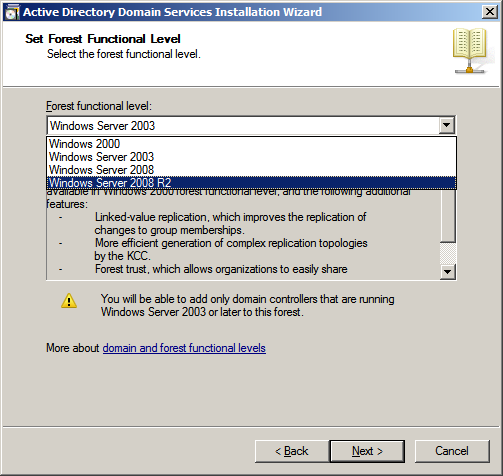 Active Directory Domain Services Installation Wizard
Set Forest Functional Level
Select the forest functional level.
Forest functional level:
Windows Server 2003
Windows 2000
Windows Server 2003
Windows Server 2008
Windows Server 2008 R2
available in Windows 2000 forest functional level, and the following additional
features:
- Linked-value replication, which improves the replication of
changes to group memberships.
- More efficient generation of complex replication topologies
by the KCC.
- Forest trust, which allows organizations to easily share
You will be able to add only domain controllers that are running
Windows Server 2003 or later to this forest.
More about domain and forest functional levels
< Back
Next >
Cancel